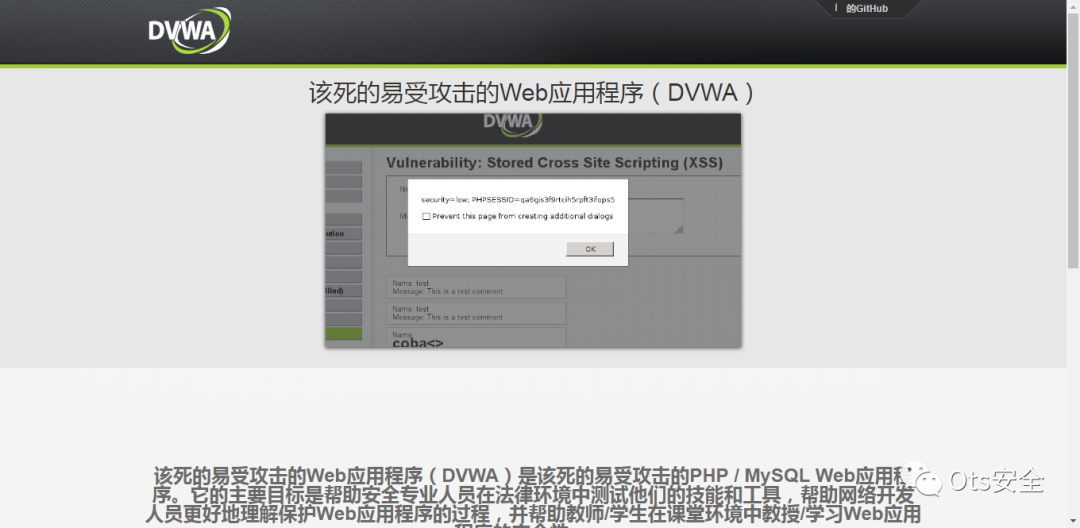 DVWA
的GitHub
该死的易受攻击的Web应用程序（DVWA）
DVWA
Vulnerability: Stored Cross Site Scripting (XSS)
security=low; PHPSESSID=qa6gis3f9rtcih5rpft3ifops5
Prevent this page from creating additional dialogs
OK
Name: test
Message: This is a test comment
Name: test
Message: This is a test comment
Name:
coba<>
该死的易受攻击的Web应用程序（DVWA）是该死的易受攻击的PHP / MySQL Web应用程
序。它的主要目标是帮助安全专业人员在法律环境中测试他们的技能和工具，帮助网络开发
人员更好地理解保护Web应用程序的过程，并帮助教师/学生在课堂环境中教授/学习Web应用
Ots安全